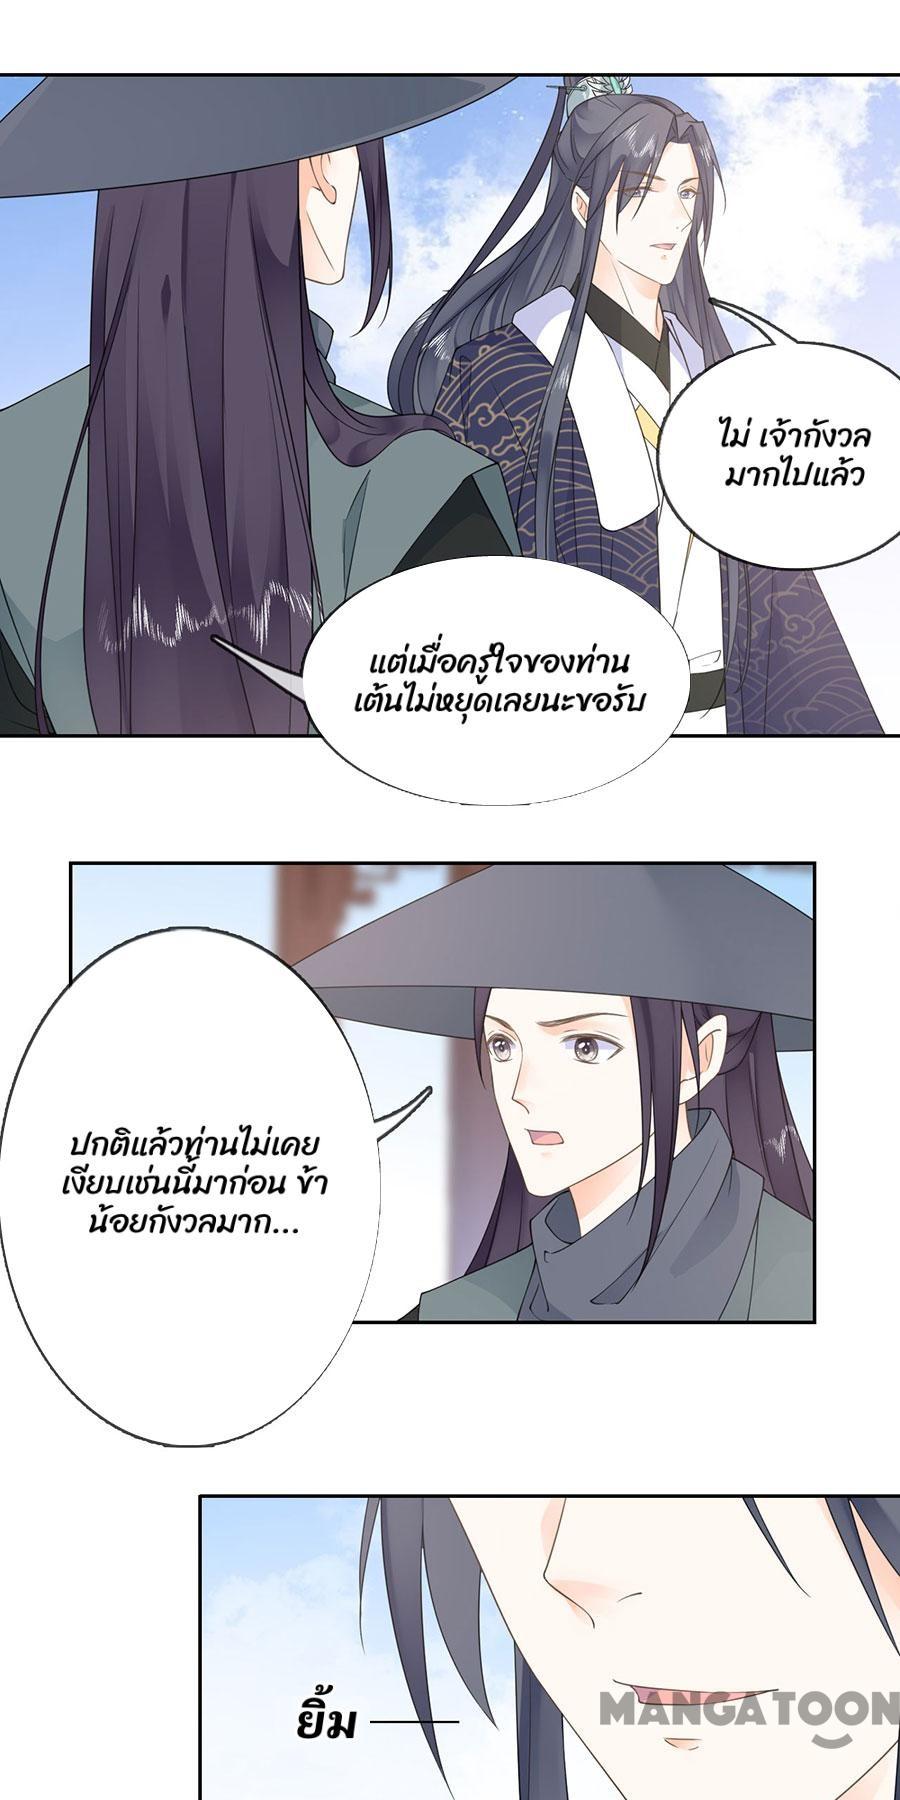 ไม่ เจ้ากังวล
มากไปแล้ว
แต่เมื่อครู่ใจของท่าน
เต้นไม่หยุดเลยนะขอรับ
ปกติแล้วท่านไม่เคย
เงียบเช่นนี้มาก่อน ข้า
น้อยกังวลมาก...
ยิ้ม
MANGATOON